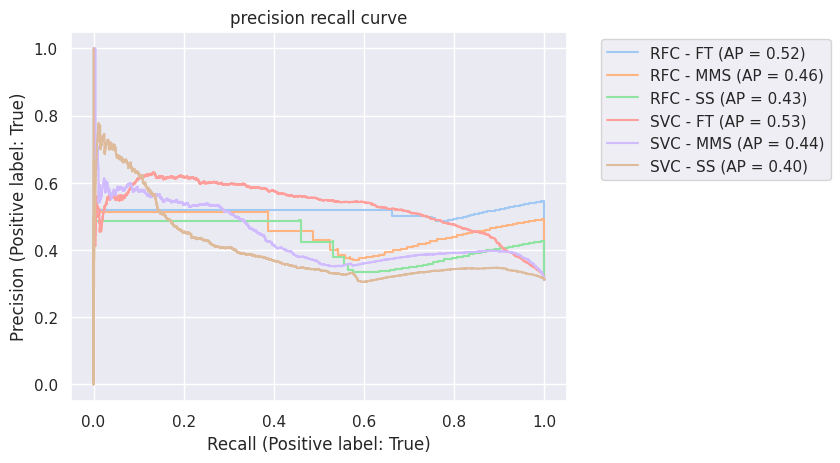 precision recall curve
Precision (Positive label: True)
1.0
0.8
0.6
0.4
0.2
0.0
0.0 0.2 0.4 0.6 0.8 1.0
Recall (Positive label: True)
RFC - FT (AP = 0.52)
RFC - MMS (AP = 0.46)
RFC - SS (AP = 0.43)
SVC - FT (AP = 0.53)
SVC - MMS (AP = 0.44)
SVC - SS (AP = 0.40)